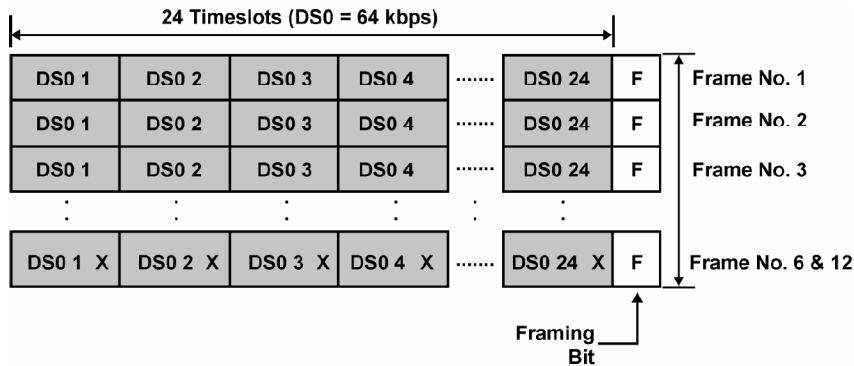 24 Timeslots (DS0 = 64 kbps)
DS0 1 DS0 2 DS0 3 DS0 4 ....... DS0 24 F Frame No. 1
DS0 1 DS0 2 DS0 3 DS0 4 ....... DS0 24 F Frame No. 2
DS0 1 DS0 2 DS0 3 DS0 4 ....... DS0 24 F Frame No. 3
DS0 1 X DS0 2 X DS0 3 X DS0 4 X ....... DS0 24 X F Frame No. 6 & 12
Framing
Bit